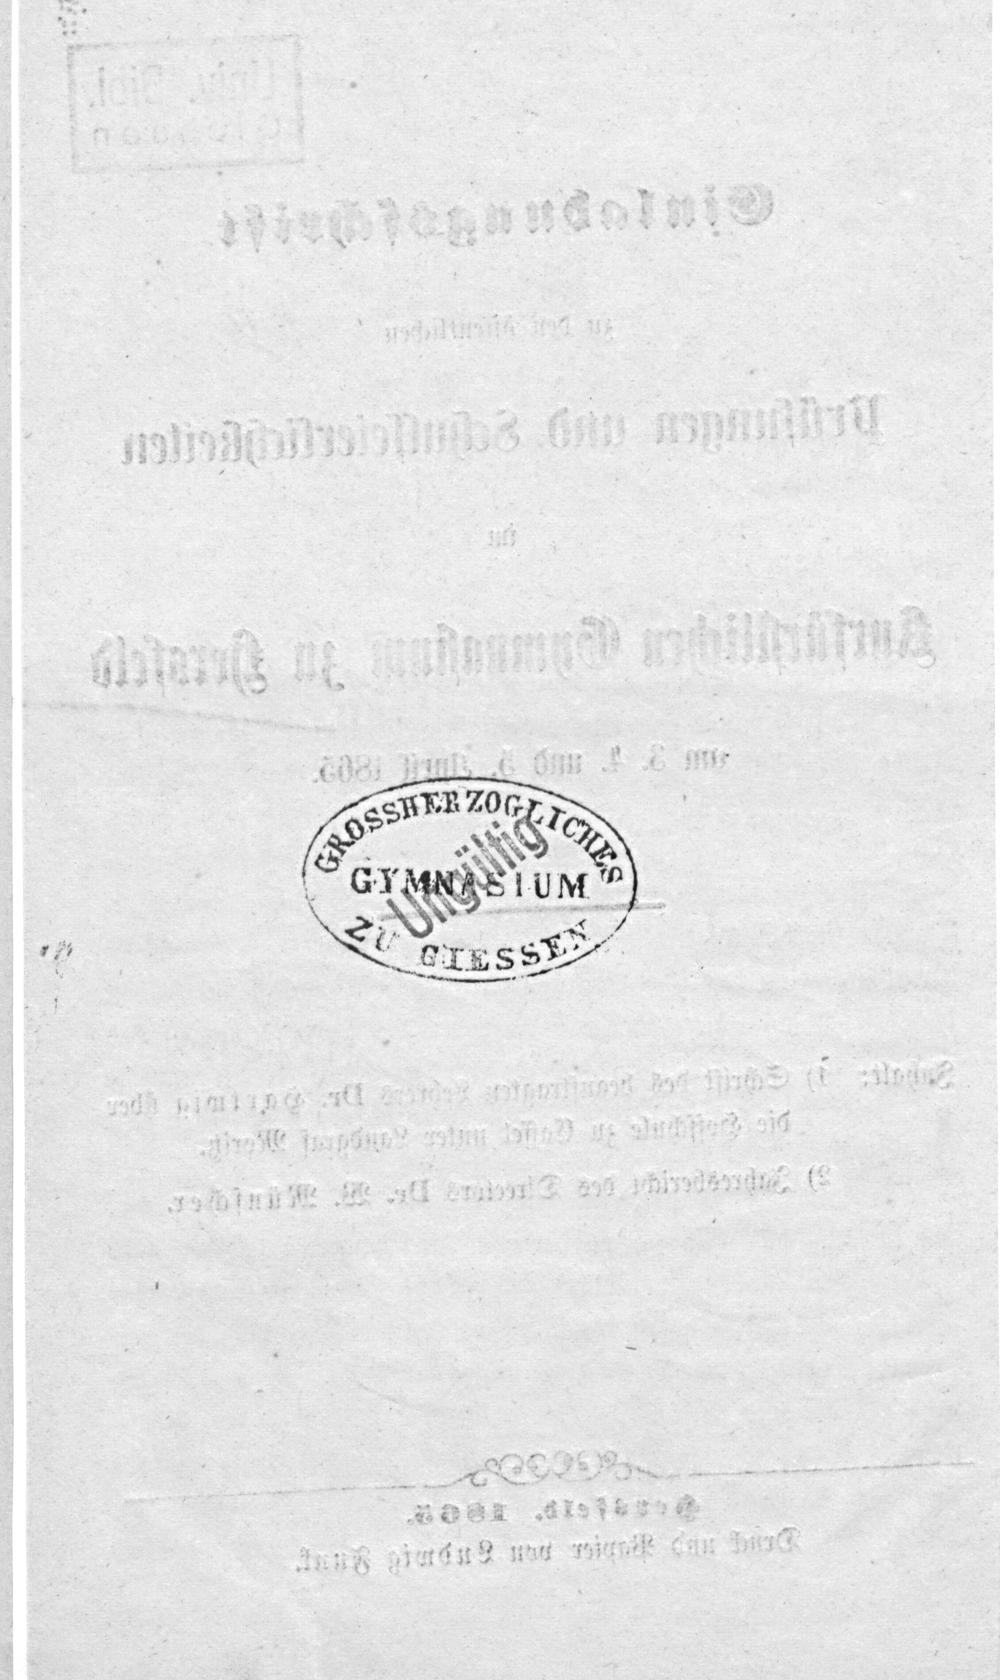 Univ. Bibl.
Giessen
Einladungsschrift
zu den öffentlichen
Prüfungen und Schulfeierlichkeiten
im
Kurfürstlichen Gymnasium zu Hersfeld
am 3. 4. und 5. April 1865.
GROSSHERZOGLICHES
Ungültig
GYMNASIUM
ZU GIESSEN
Inhalt: 1) Schrift des beauftragten Lehrers Dr. Hartwig über
die Hofschule zu Cassel unter Landgraf Moritz.
2) Jahresbericht des Directors Dr. W. Münscher.
Hersfeld. 1865.
Druck und Papier von Ludwig Funk.